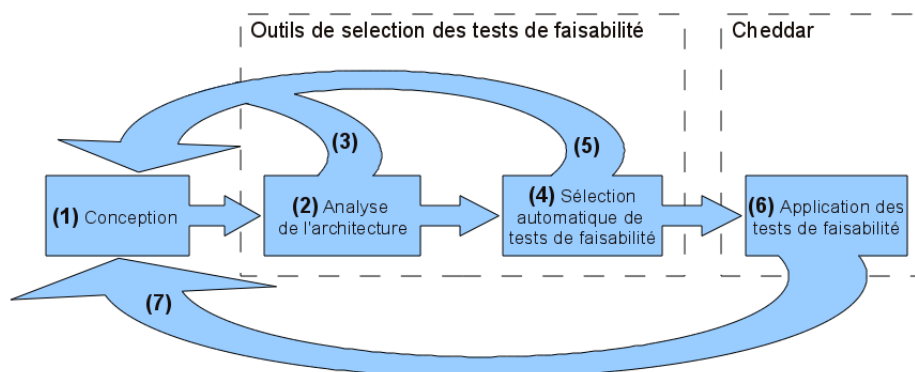 Outils de selection des tests de faisabilité
Cheddar
(3)
(5)
(1) Conception
(2) Analyse
de l'architecture
(4) Sélection
automatique de
tests de faisabilité
(6) Application des
tests de faisabilité
(7)